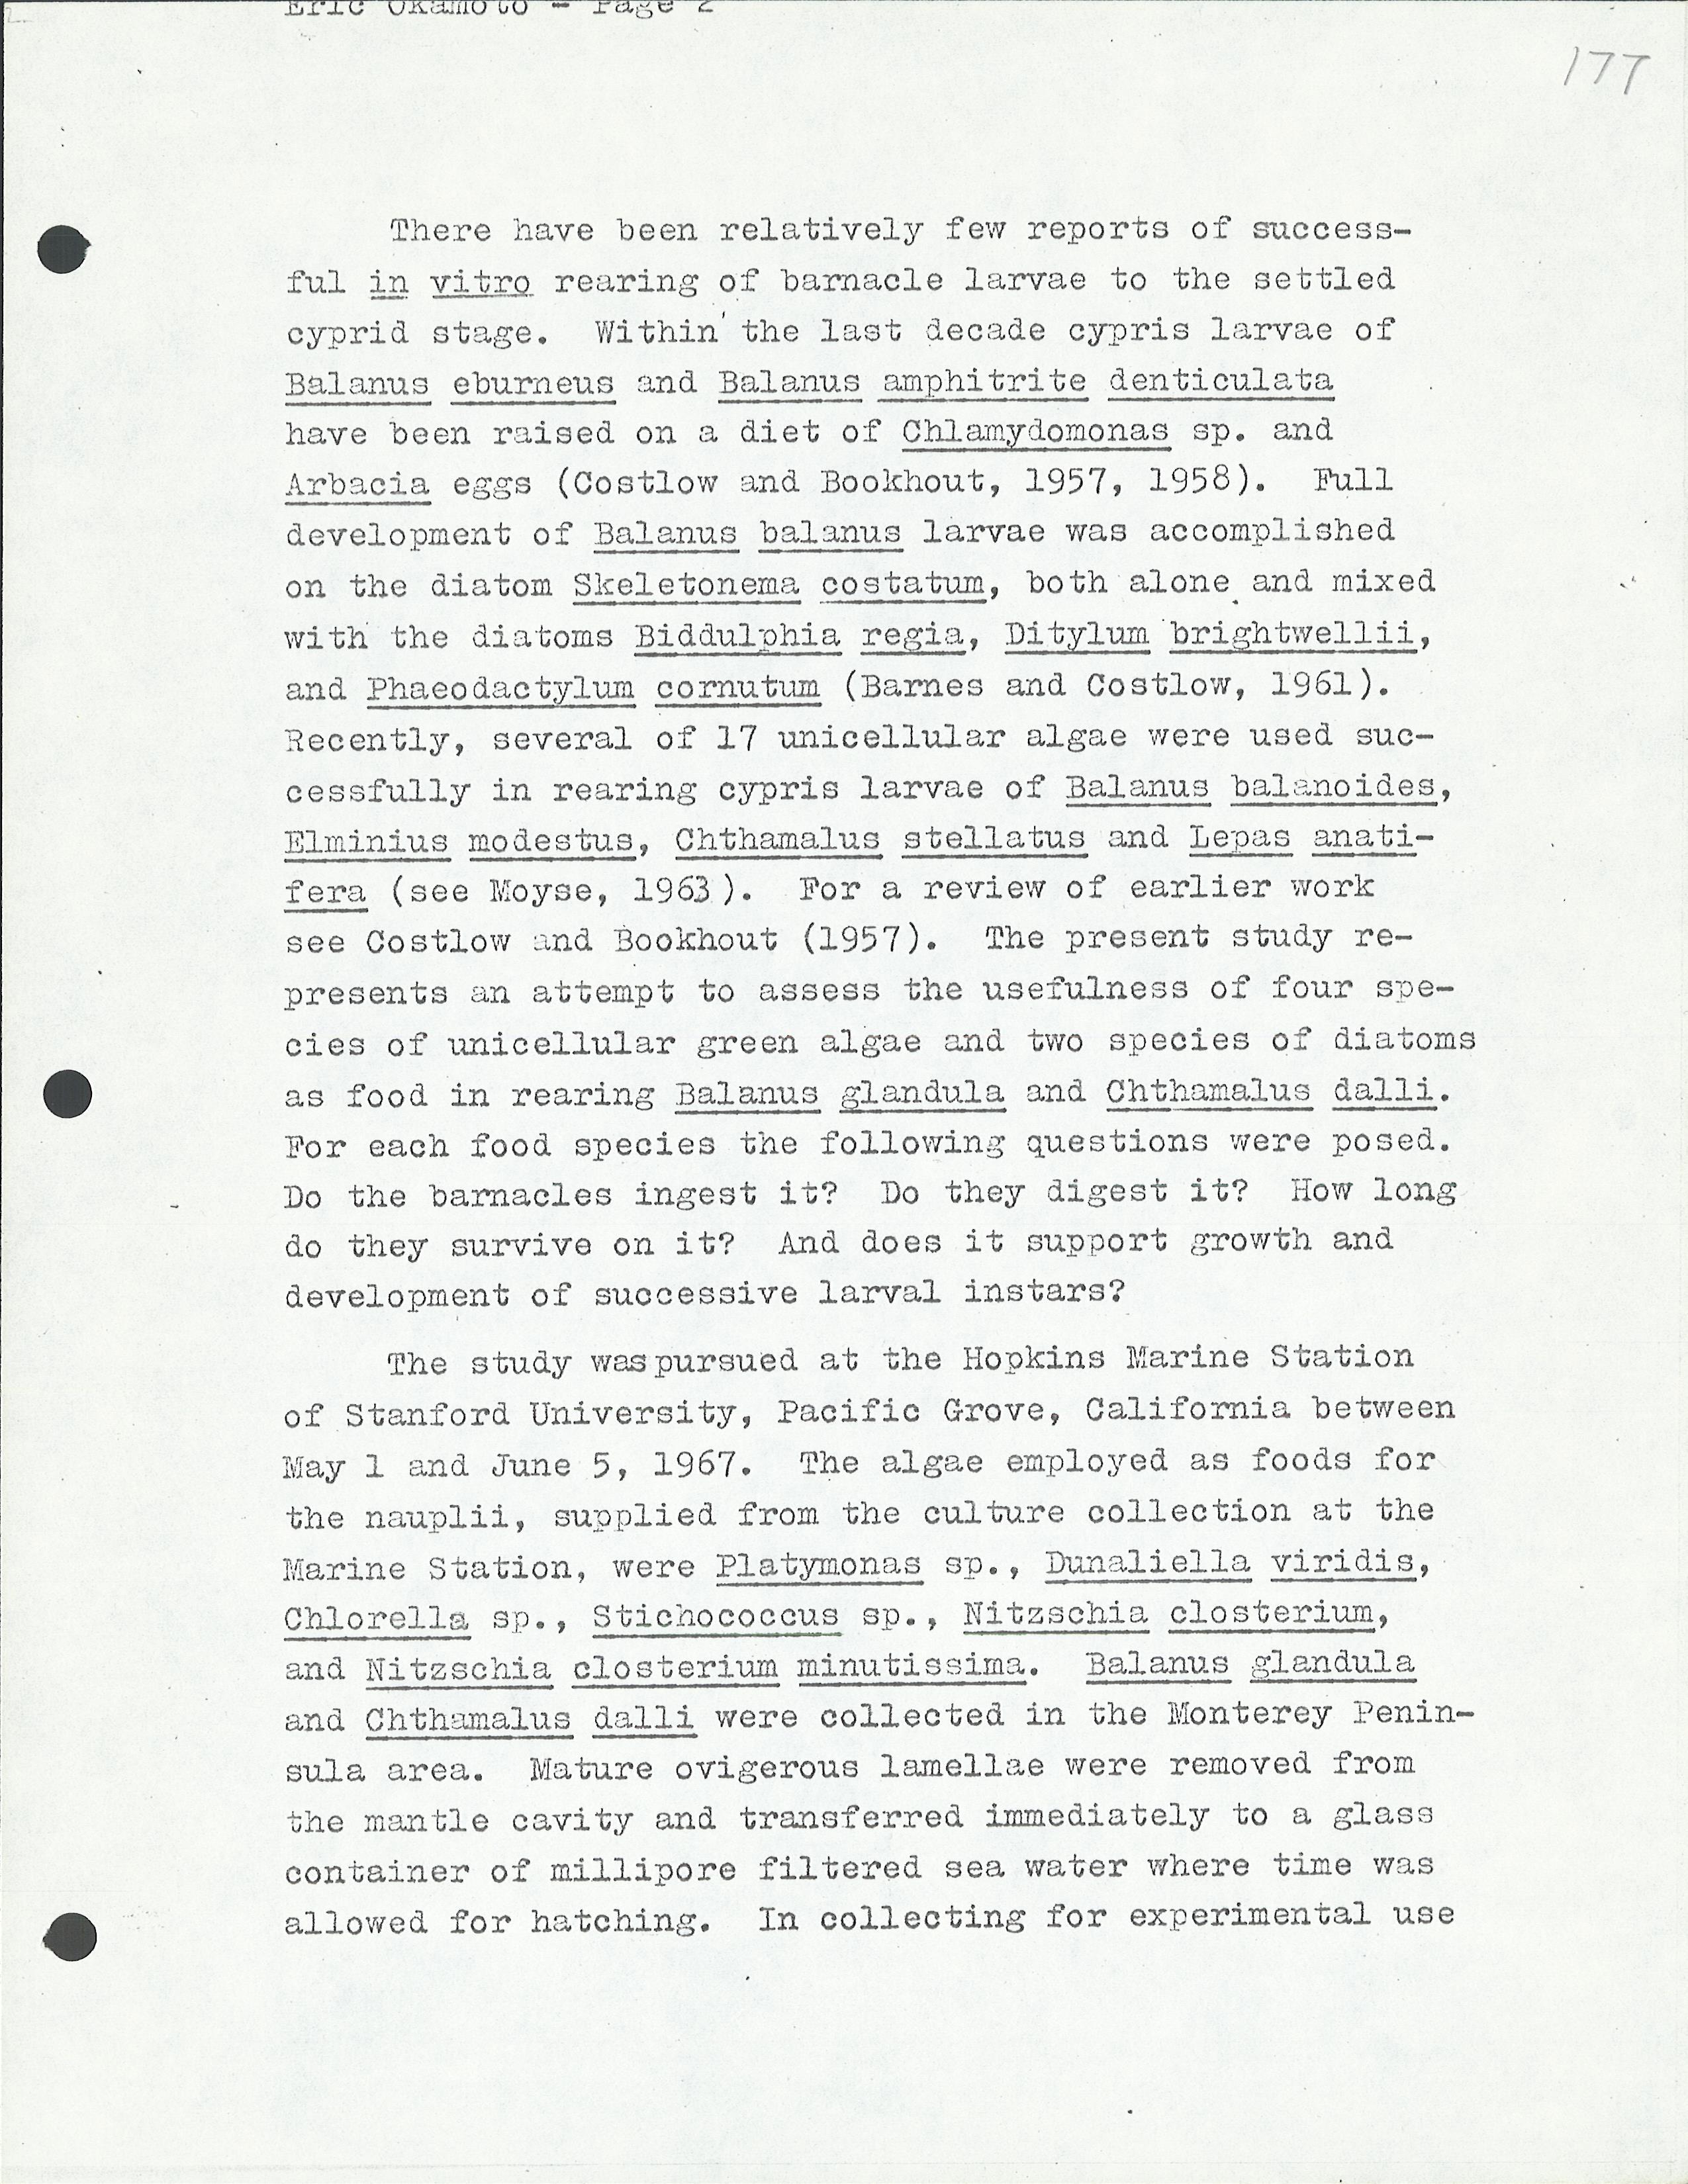 Eric Okamoto - Page 2
177
There have been relatively few reports of success-
ful in vitro rearing of barnacle larvae to the settled
cyprid stage. Within the last decade cypris larvae of
Balanus eburneus and Balanus amphitrite denticulata
have been raised on a diet of Chlamydomonas sp. and
Arbacia eggs (Costlow and Bookhout, 1957, 1958). Full
development of Balanus balanus larvae was accomplished
on the diatom Skeletonema costatum, both alone and mixed
with the diatoms Biddulphia regia, Ditylum brightwellii,
and Phaeodactylum cornutum (Barnes and Costlow, 1961).
Recently, several of 17 unicellular algae were used suc-
cessfully in rearing cypris larvae of Balanus balanoides,
Elminius modestus, Chthamalus stellatus and Lepas anati-
fera (see Moyse, 1963). For a review of earlier work
see Costlow and Bookhout (1957). The present study re-
presents an attempt to assess the usefulness of four spe-
cies of unicellular green algae and two species of diatoms
as food in rearing Balanus glandula and Chthamalus dalli.
For each food species the following questions were posed.
Do the barnacles ingest it? Do they digest it? How long
do they survive on it? And does it support growth and
development of successive larval instars?
The study was pursued at the Hopkins Marine Station
of Stanford University, Pacific Grove, California between
May 1 and June 5, 1967. The algae employed as foods for
the nauplii, supplied from the culture collection at the
Marine Station, were Platymonas sp., Dunaliella viridis,
Chlorella sp., Stichococcus sp., Nitzschia closterium,
and Nitzschia closterium minutissima. Balanus glandula
and Chthamalus dalli were collected in the Monterey Penin-
sula area. Mature ovigerous lamellae were removed from
the mantle cavity and transferred immediately to a glass
container of millipore filtered sea water where time was
allowed for hatching. In collecting for experimental use